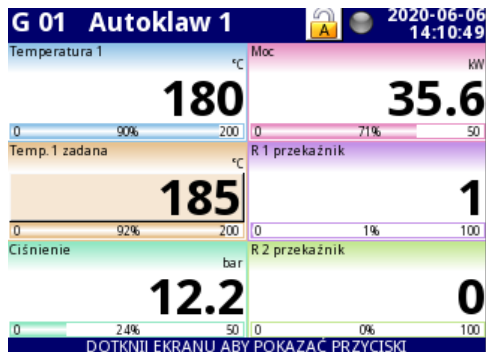 G 01 Autoklaw 1 A 2020-06-06
14:10:49
Temperatura 1
°C
180
0 90% 200
Moc
kW
35.6
0 71% 50
Temp. 1 zadana
°C
185
0 92% 200
R 1 przekaźnik
1
0 1% 100
Ciśnienie
bar
12.2
0 24% 50
R 2 przekaźnik
0
0 0% 100
DOTKNIJ EKRANU ABY POKAZAĆ PRZYCISKI